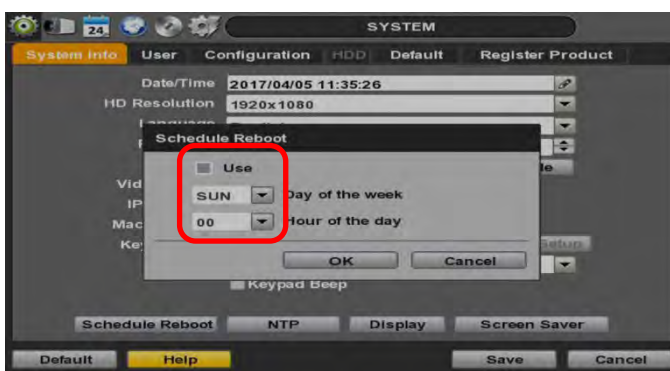 24 SYSTEM
System Info User Configuration HDD Default Register Product
Date/Time 2017/04/05 11:35:26
HD Resolution 1920x1080
Schedule Reboot
Use
SUN Day of the week
00 Hour of the day
OK Cancel
Setup
Keypad Beep
Schedule Reboot NTP Display Screen Saver
Default Help Save Cancel